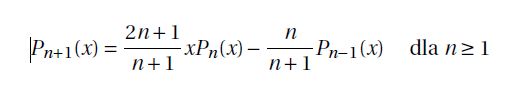 P_{n+1}(x) = \frac{2n+1}{n+1} x P_n(x) - \frac{n}{n+1} P_{n-1}(x) dla n ≥ 1